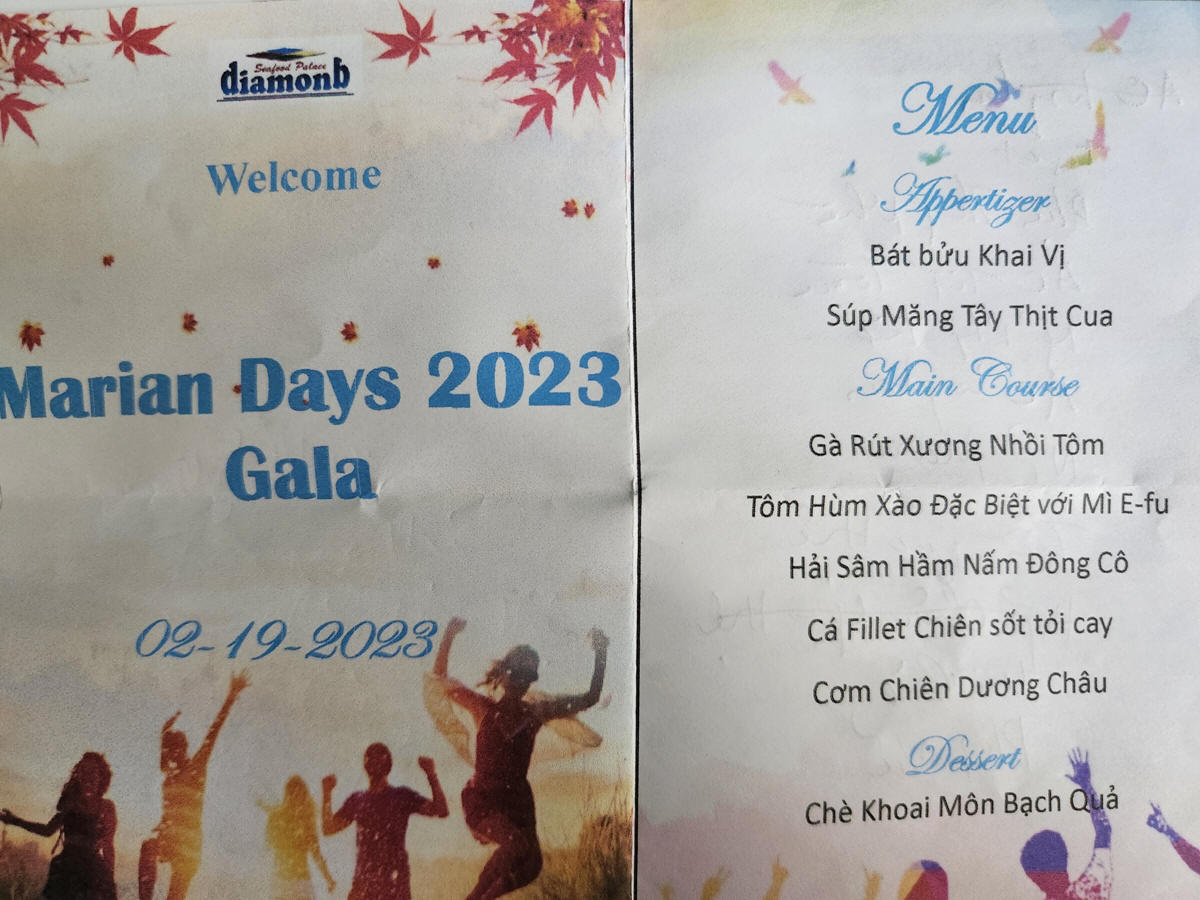 Seafood Palace
diamonb
Welcome
Marian Days 2023
Gala
02-19-2023
Menu
Appertizer
Bát bửu Khai Vị
Súp Măng Tây Thịt Cua
Main Course
Gà Rút Xương Nhồi Tôm
Tôm Hùm Xào Đặc Biệt với Mì E-fu
Hải Sâm Hầm Nấm Đông Cô
Cá Fillet Chiên sốt tỏi cay
Cơm Chiên Dương Châu
Dessert
Chè Khoai Môn Bạch Quả